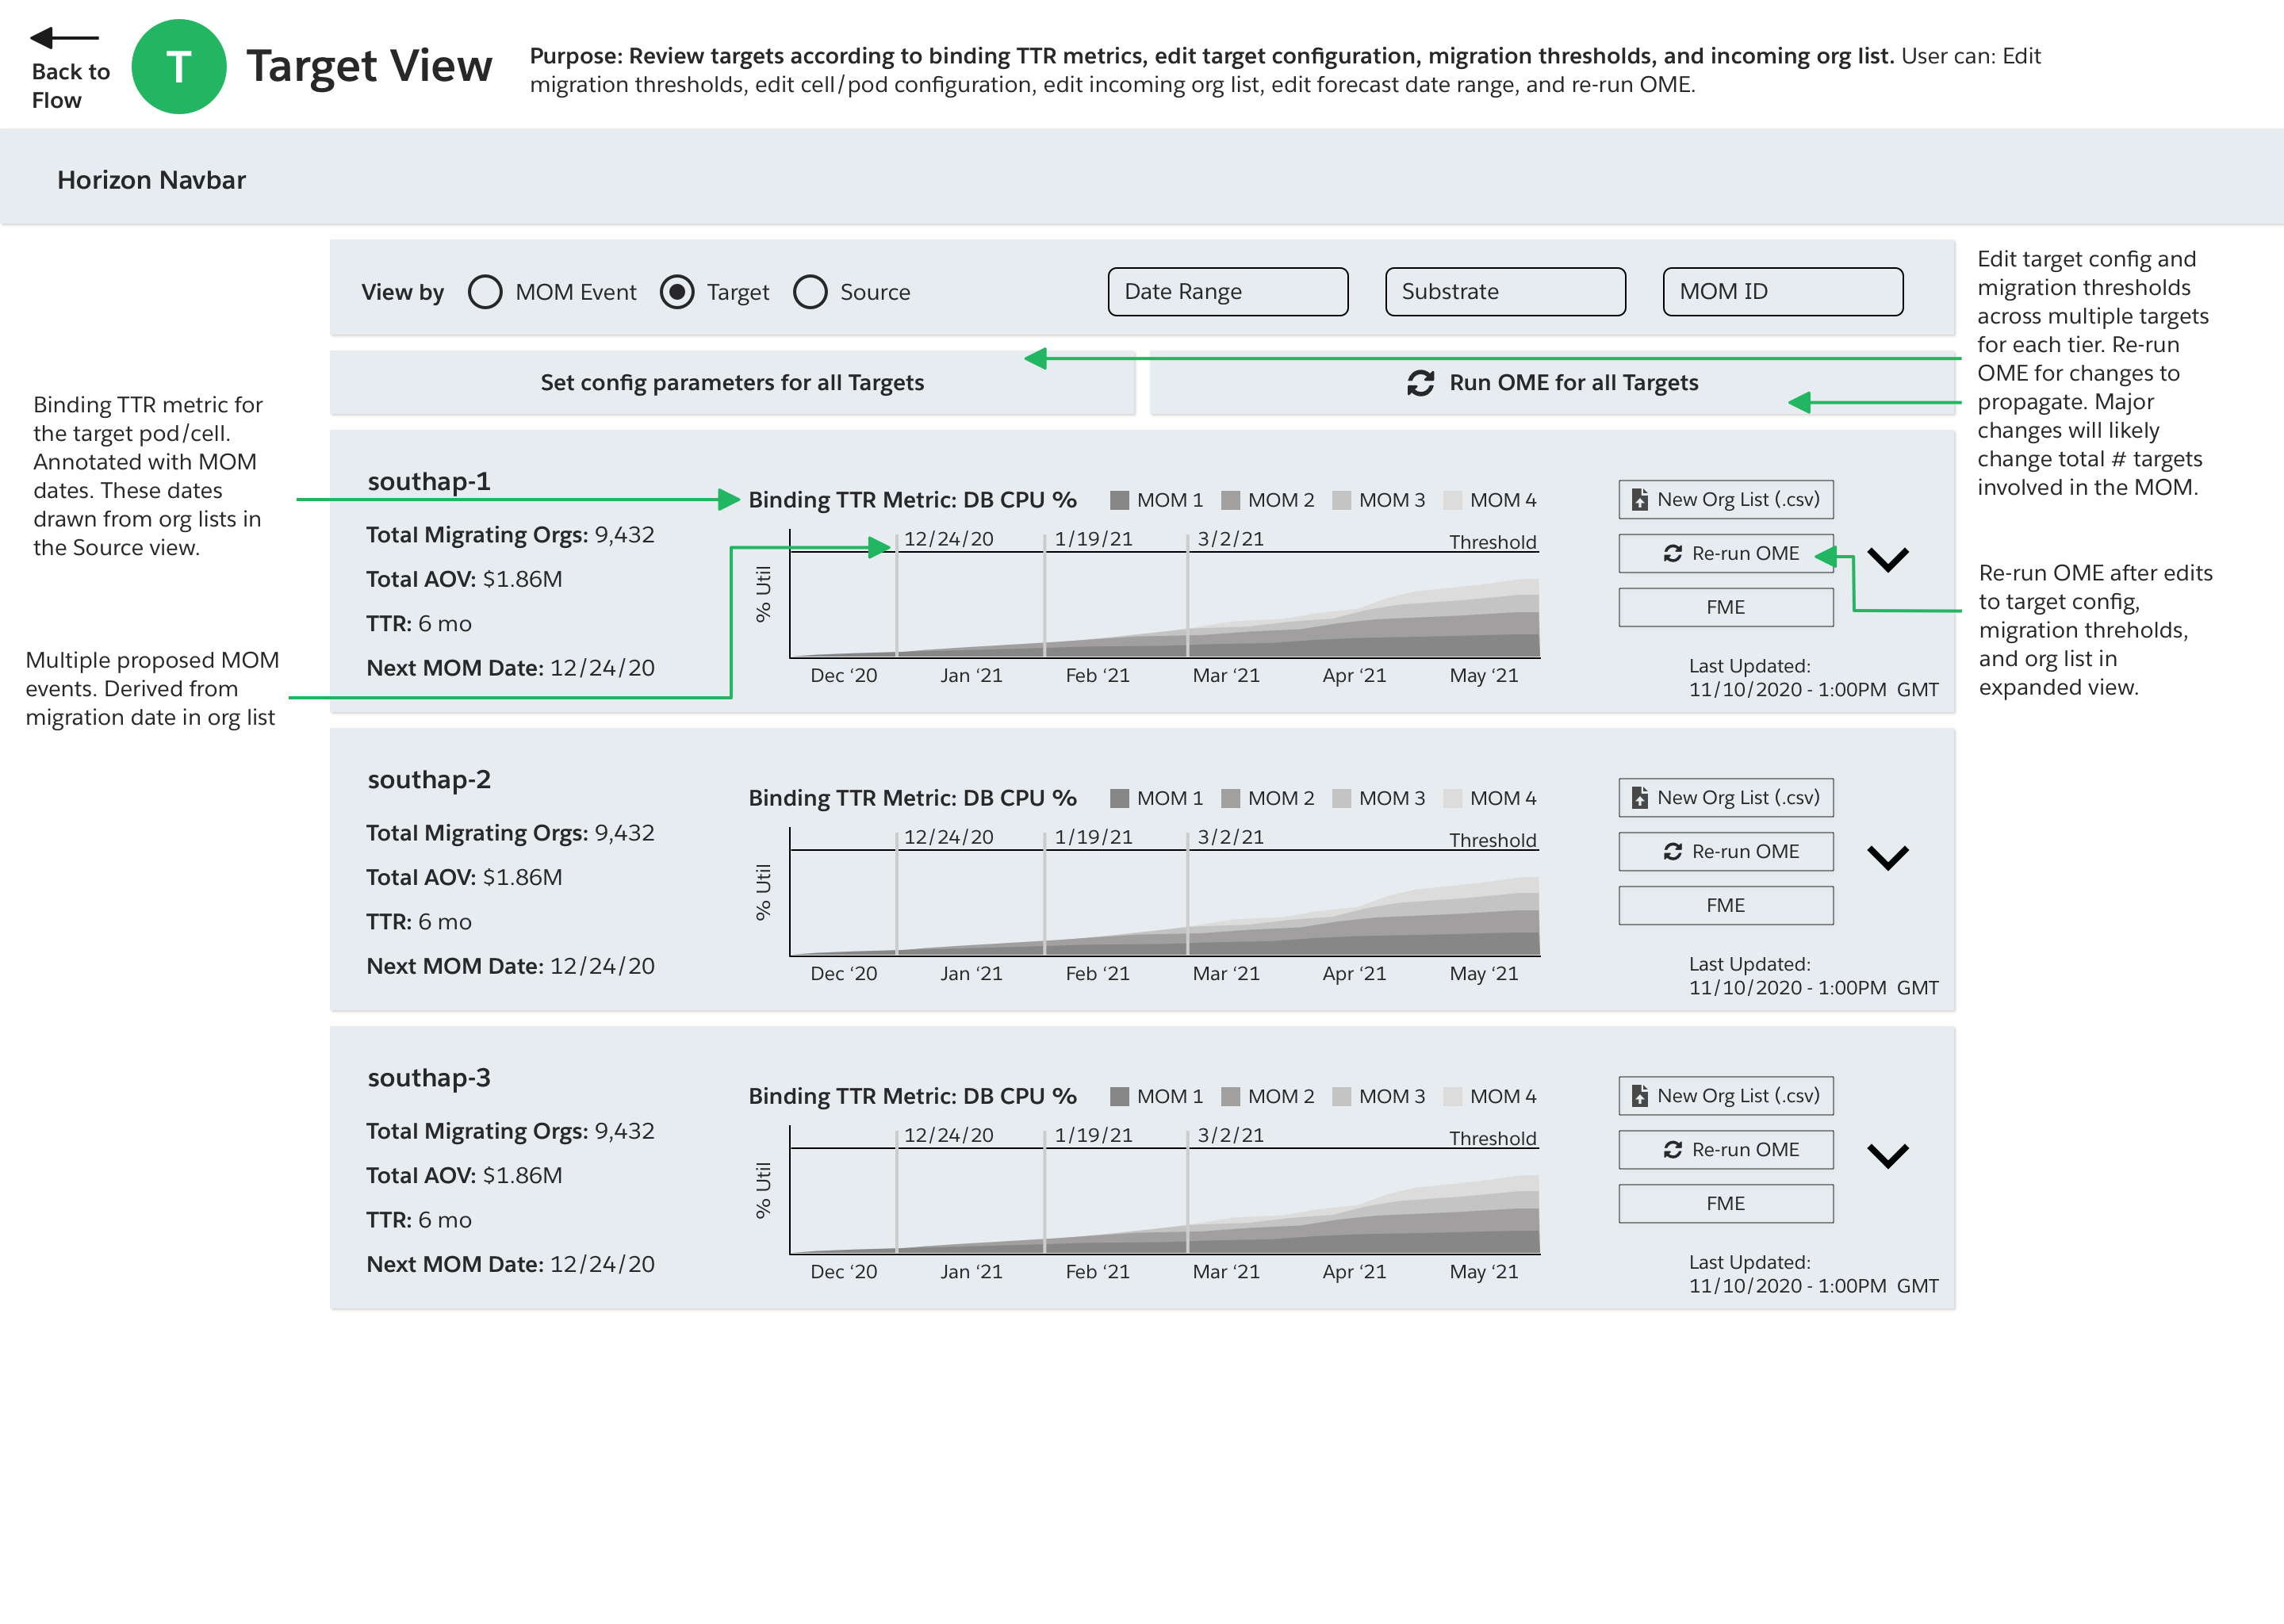 Back to
Flow
T
Target View
Purpose: Review targets according to binding TTR metrics, edit target configuration, migration thresholds, and incoming org list. User can: Edit
migration thresholds, edit cell/pod configuration, edit incoming org list, edit forecast date range, and re-run OME.
Horizon Navbar
View by MOM Event Target Source Date Range Substrate MOM ID
Set config parameters for all Targets
Run OME for all Targets
Edit target config and
migration thresholds
across multiple targets
for each tier. Re-run
OME for changes to
propagate. Major
changes will likely
change total # targets
involved in the MOM.
Binding TTR metric for
the target pod/cell.
Annotated with MOM
dates. These dates
drawn from org lists in
the Source view.
Multiple proposed MOM
events. Derived from
migration date in org list
southap-1
Total Migrating Orgs: 9,432
Total AOV: $1.86M
TTR: 6 mo
Next MOM Date: 12/24/20
Binding TTR Metric: DB CPU % MOM 1 MOM 2 MOM 3 MOM 4
12/24/20 1/19/21 3/2/21 Threshold
% Util
Dec ‘20 Jan ‘21 Feb ‘21 Mar ‘21 Apr ‘21 May ‘21
New Org List (.csv)
Re-run OME
FME
Last Updated:
11/10/2020 - 1:00PM GMT
Re-run OME after edits
to target config,
migration threholds,
and org list in
expanded view.
southap-2
Total Migrating Orgs: 9,432
Total AOV: $1.86M
TTR: 6 mo
Next MOM Date: 12/24/20
Binding TTR Metric: DB CPU % MOM 1 MOM 2 MOM 3 MOM 4
12/24/20 1/19/21 3/2/21 Threshold
% Util
Dec ‘20 Jan ‘21 Feb ‘21 Mar ‘21 Apr ‘21 May ‘21
New Org List (.csv)
Re-run OME
FME
Last Updated:
11/10/2020 - 1:00PM GMT
southap-3
Total Migrating Orgs: 9,432
Total AOV: $1.86M
TTR: 6 mo
Next MOM Date: 12/24/20
Binding TTR Metric: DB CPU % MOM 1 MOM 2 MOM 3 MOM 4
12/24/20 1/19/21 3/2/21 Threshold
% Util
Dec ‘20 Jan ‘21 Feb ‘21 Mar ‘21 Apr ‘21 May ‘21
New Org List (.csv)
Re-run OME
FME
Last Updated:
11/10/2020 - 1:00PM GMT